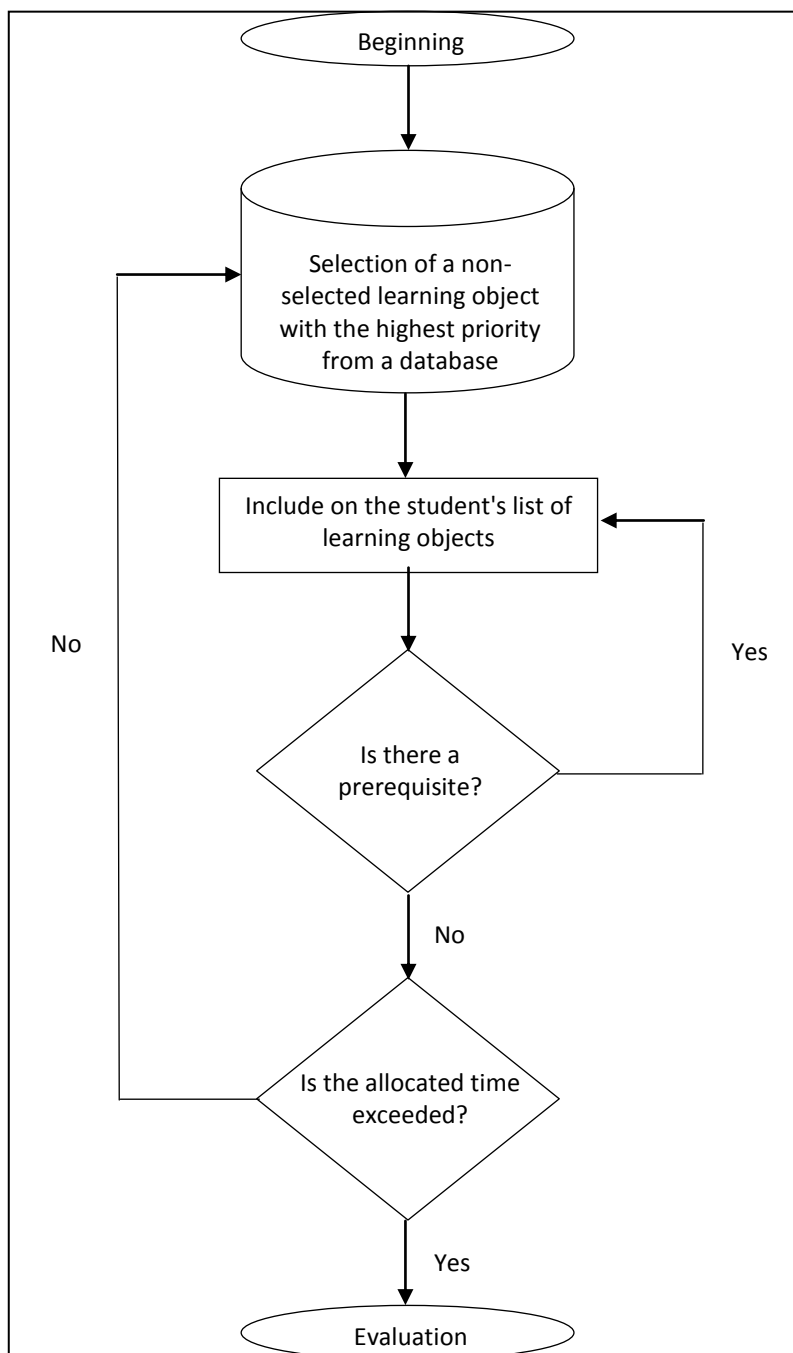 Beginning
Selection of a non-
selected learning object
with the highest priority
from a database
Include on the student's list of
learning objects
No
Yes
Is there a
prerequisite?
No
Is the allocated time
exceeded?
Yes
Evaluation